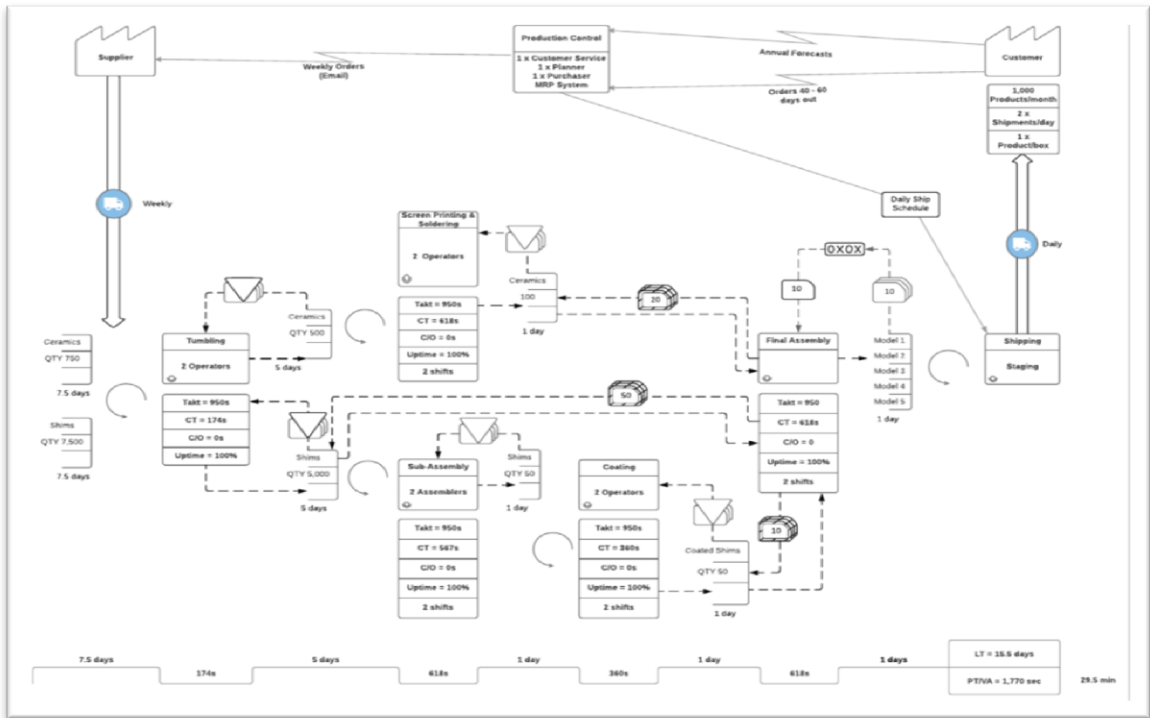 Supplier
Weekly Orders
(Email)
Production Control
1 x Customer Service
1 x Planner
1 x Purchaser
MRP System
Annual Forecasts
Orders 40 - 60
days out
Customer
1,000
Products/month
2 x
Shipments/day
1 x
Product/box
Weekly
Daily Ship
Schedule
Daily
Screen Printing &
Soldering
2 Operators
Takt = 950s
CT = 618s
C/O = 0s
Uptime = 100%
2 shifts
Ceramics
100
1 day
20
0X0X
10
10
Ceramics
QTY 750
7.5 days
Shims
QTY 7,500
7.5 days
Tumbling
2 Operators
Takt = 950s
CT = 174s
C/O = 0s
Uptime = 100%
Ceramics
QTY 500
5 days
Shims
QTY 5,000
5 days
50
Sub-Assembly
2 Assemblers
Takt = 950s
CT = 567s
C/O = 0s
Uptime = 100%
2 shifts
Shims
QTY 50
1 day
Coating
2 Operators
Takt = 950s
CT = 360s
C/O = 0s
Uptime = 100%
2 shifts
Coated Shims
QTY 50
1 day
10
Final Assembly
Takt = 950
CT = 618s
C/O = 0
Uptime = 100%
2 shifts
Model 1
Model 2
Model 3
Model 4
Model 5
1 day
Shipping
Staging
7.5 days
174s
5 days
618s
1 day
360s
1 day
618s
1 days
LT = 15.5 days
PT/VA = 1,770 sec
29.5 min